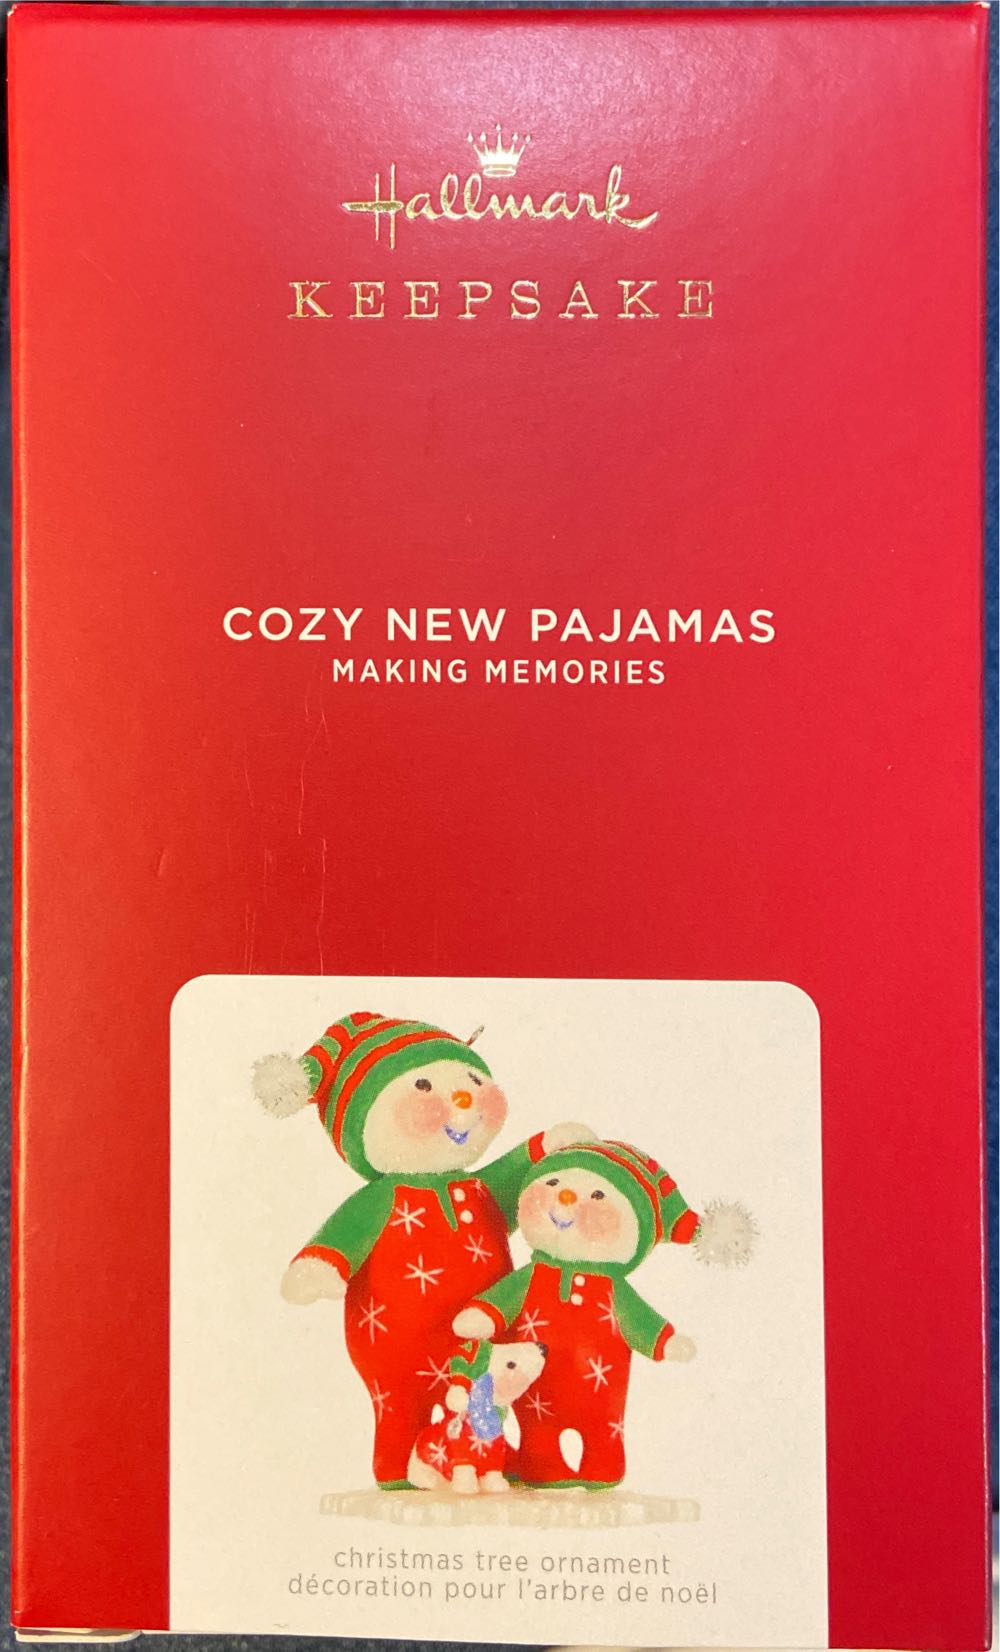 Hallmark
KEEPSAKE
COZY NEW PAJAMAS
MAKING MEMORIES
christmas tree ornament
décoration pour l'arbre de noël